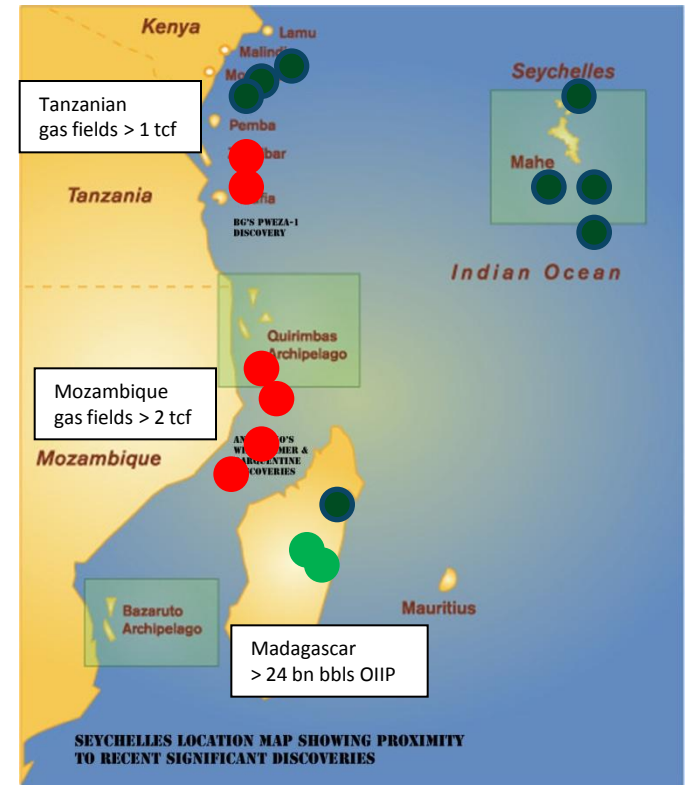 Kenya
Lamu
Seychelles
Tanzanian
gas fields > 1 tcf
Pemba
Mahe
Tanzania
BG'S PWEZA-1
DISCOVERY
Indian Ocean
Quirimbas
Archipelago
Mozambique
gas fields > 2 tcf
Mozambique
Mauritius
Bazaruto
Archipelago
Madagascar
> 24 bn bbls OIIP
SEYCHELLES LOCATION MAP SHOWING PROXIMITY
TO RECENT SIGNIFICANT DISCOVERIES